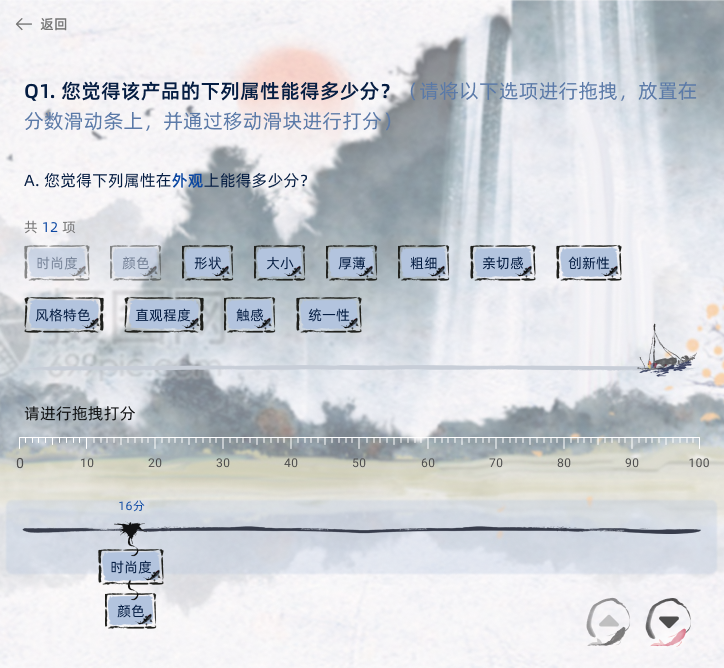 返回
Q1. 您觉得该产品的下列属性能得多少分？（请将以下选项进行拖拽，放置在
分数滑动条上，并通过移动滑块进行打分）
A. 您觉得下列属性在外观上能得多少分？
共 12 项
时尚度 颜色 形状 大小 厚薄 粗细 亲切感 创新性
风格特色 直观程度 触感 统一性
699pic
请进行拖拽打分
0 10 20 30 40 50 60 70 80 90 100
16分
时尚度
颜色